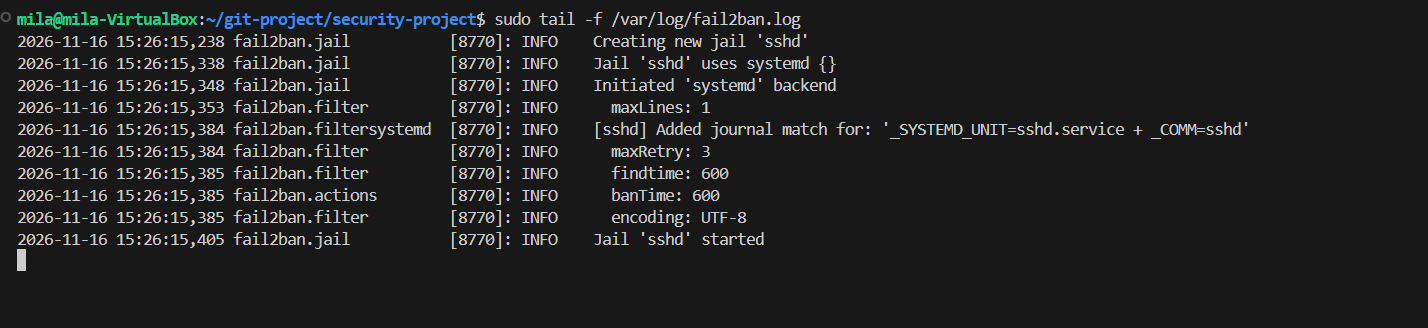 mila@mila-VirtualBox:~/git-project/security-project$ sudo tail -f /var/log/fail2ban.log
2026-11-16 15:26:15,238 fail2ban.jail           [8770]: INFO    Creating new jail 'sshd'
2026-11-16 15:26:15,338 fail2ban.jail           [8770]: INFO    Jail 'sshd' uses systemd {}
2026-11-16 15:26:15,348 fail2ban.jail           [8770]: INFO    Initiated 'systemd' backend
2026-11-16 15:26:15,353 fail2ban.filter         [8770]: INFO      maxLines: 1
2026-11-16 15:26:15,384 fail2ban.filtersystemd  [8770]: INFO    [sshd] Added journal match for: '_SYSTEMD_UNIT=sshd.service + _COMM=sshd'
2026-11-16 15:26:15,384 fail2ban.filter         [8770]: INFO      maxRetry: 3
2026-11-16 15:26:15,385 fail2ban.filter         [8770]: INFO      findtime: 600
2026-11-16 15:26:15,385 fail2ban.actions        [8770]: INFO      banTime: 600
2026-11-16 15:26:15,385 fail2ban.filter         [8770]: INFO      encoding: UTF-8
2026-11-16 15:26:15,405 fail2ban.jail           [8770]: INFO    Jail 'sshd' started